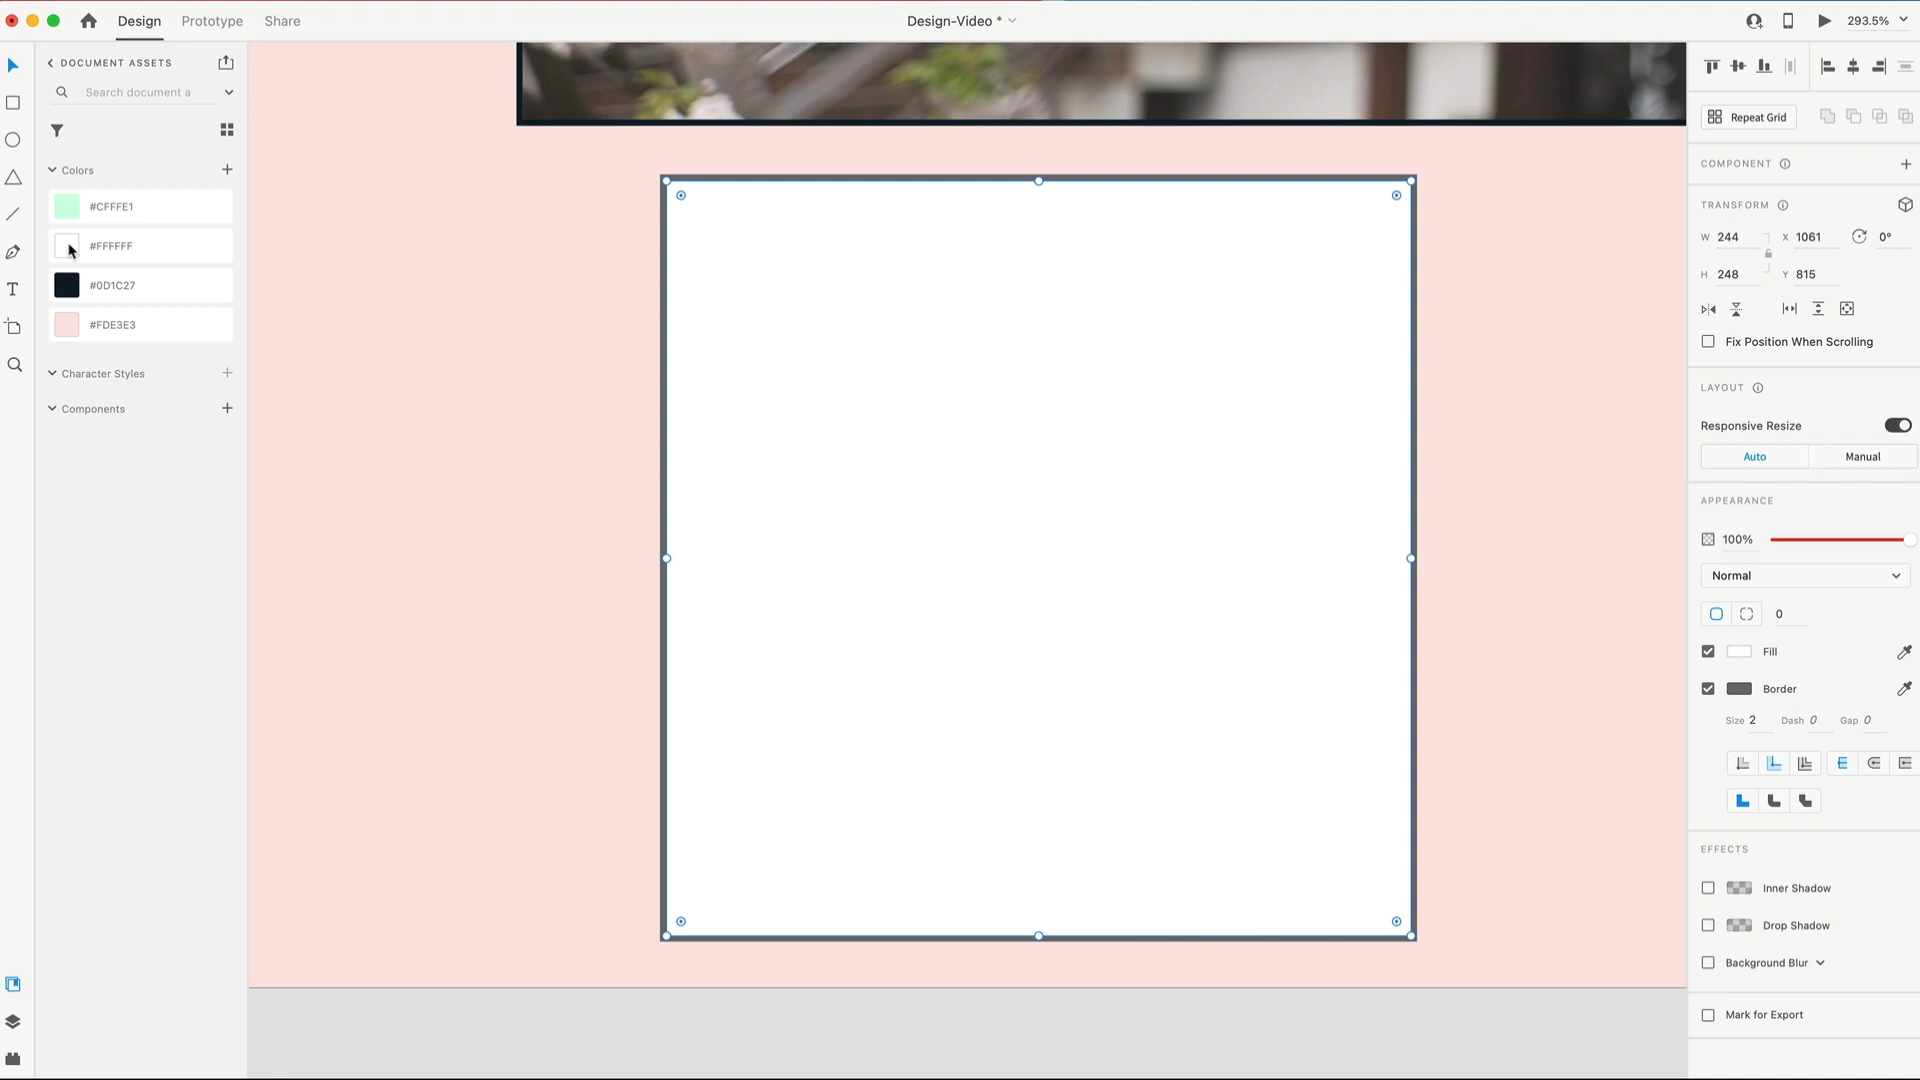 Design Prototype Share
Design-Video *
293.5%
DOCUMENT ASSETS
Search document a
Colors
#CFFFE1
#FFFFFF
#0D1C27
#FDE3E3
Character Styles
Components
Repeat Grid
COMPONENT
TRANSFORM
W 244 X 1061 0°
H 248 Y 815
Fix Position When Scrolling
LAYOUT
Responsive Resize
Auto Manual
APPEARANCE
100%
Normal
0
Fill
Border
Size 2 Dash 0 Gap 0
EFFECTS
Inner Shadow
Drop Shadow
Background Blur
Mark for Export